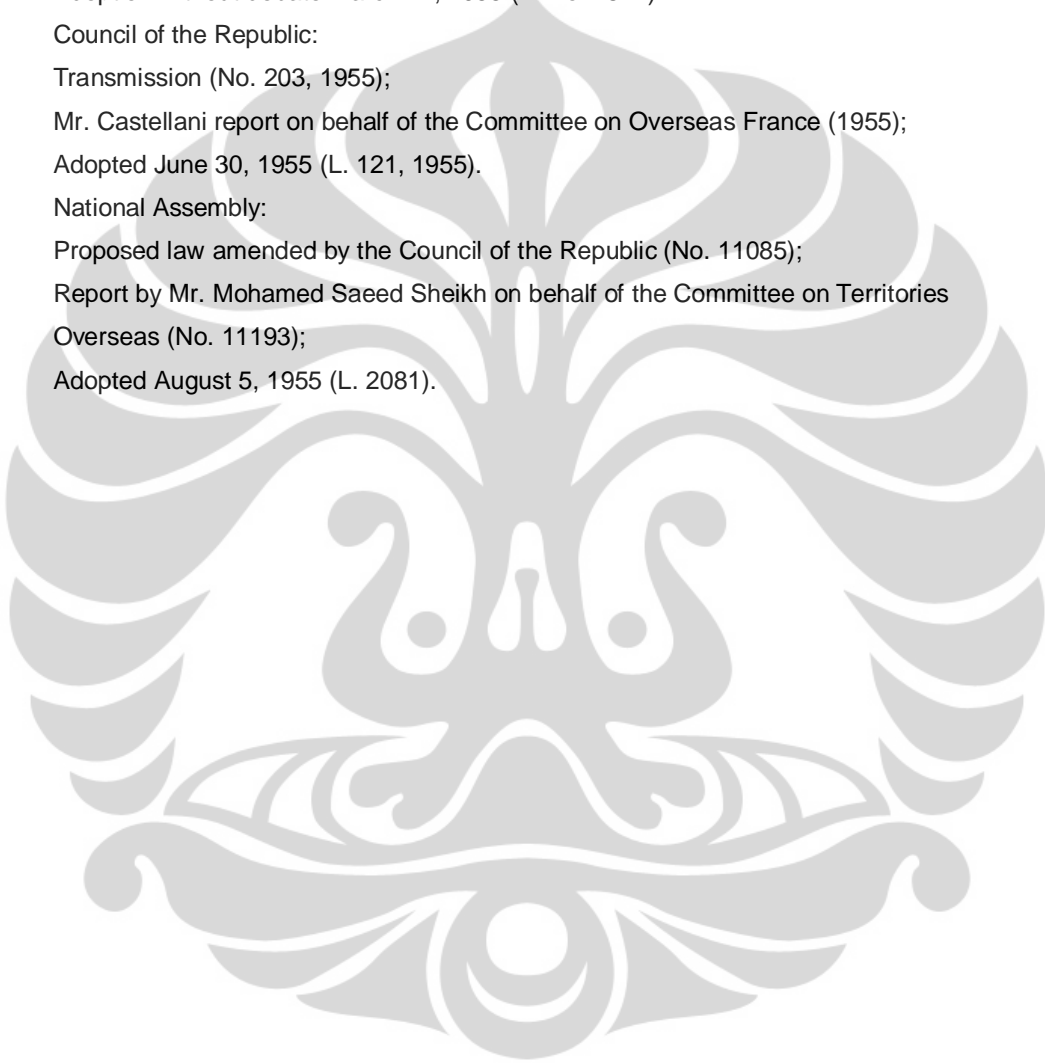 Council of the Republic:
Transmission (No. 203, 1955);
Mr. Castellani report on behalf of the Committee on Overseas France (1955);
Adopted June 30, 1955 (L. 121, 1955).
National Assembly:
Proposed law amended by the Council of the Republic (No. 11085);
Report by Mr. Mohamed Saeed Sheikh on behalf of the Committee on Territories
Overseas (No. 11193);
Adopted August 5, 1955 (L. 2081).